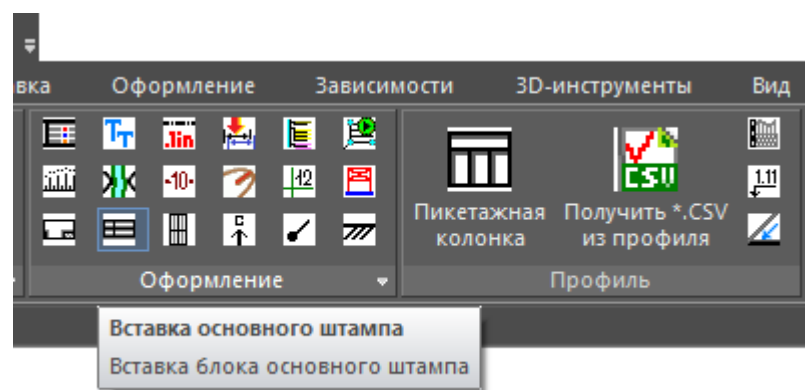 вка Оформление Зависимости 3D-инструменты Вид
.lin
-10-
12
1.11
CSV
Пикетажная колонка
Получить *.CSV из профиля
Оформление Профиль
Вставка основного штампа
Вставка блока основного штампа